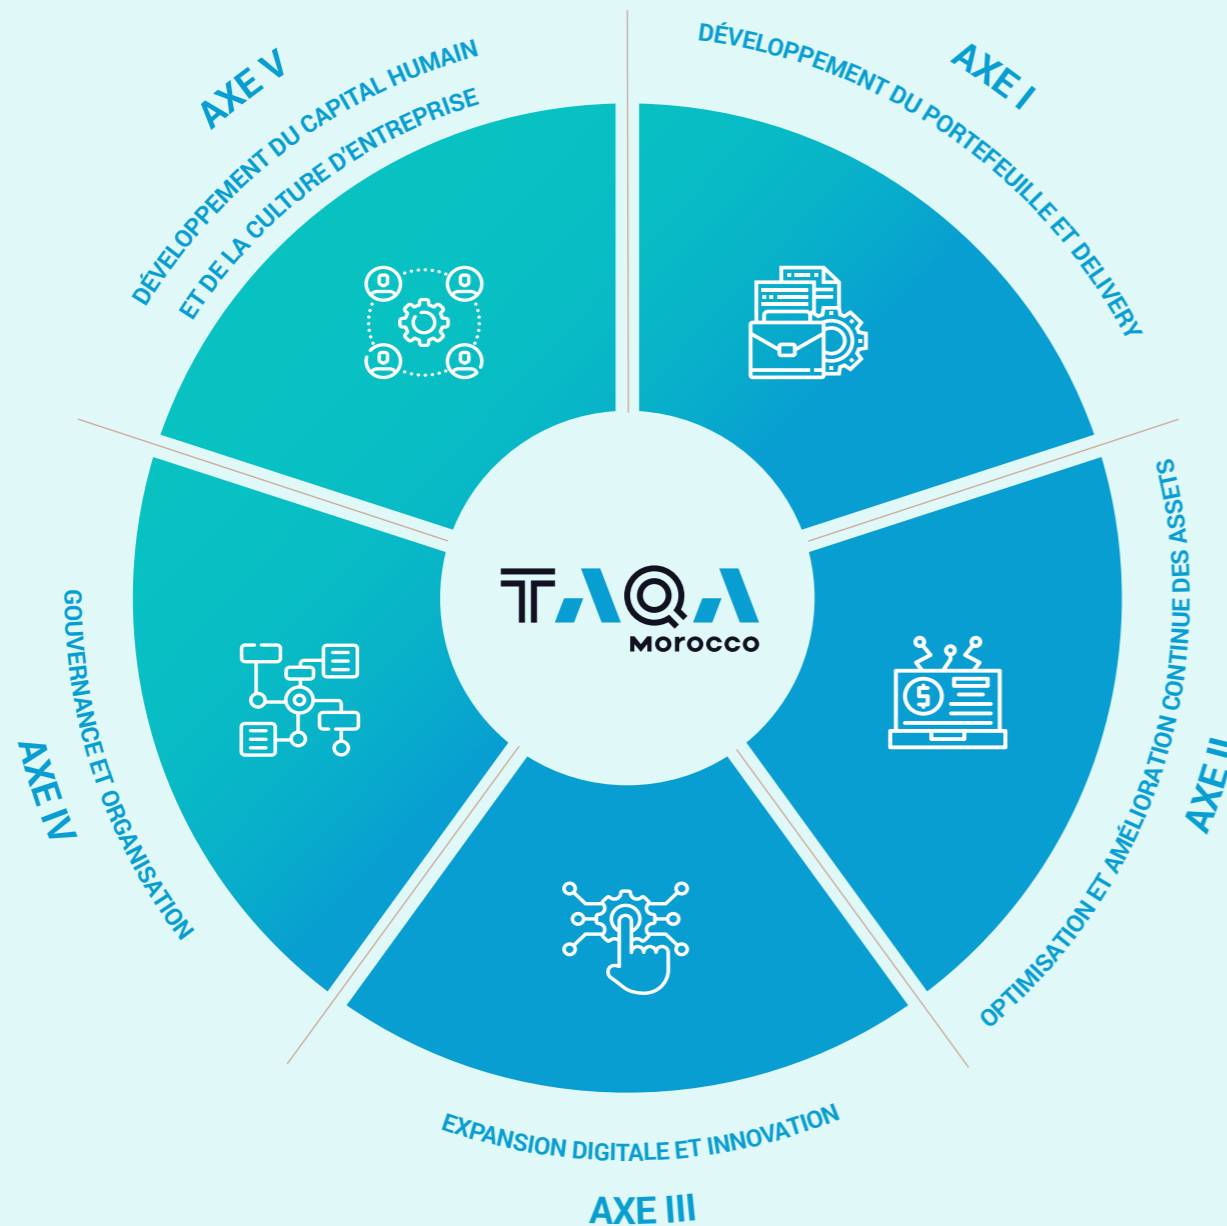 AXE I
DÉVELOPPEMENT DU PORTEFEUILLE ET DELIVERY
AXE II
OPTIMISATION ET AMÉLIORATION CONTINUE DES ASSETS
AXE III
EXPANSION DIGITALE ET INNOVATION
AXE IV
GOUVERNANCE ET ORGANISATION
AXE V
DÉVELOPPEMENT DU CAPITAL HUMAIN
ET DE LA CULTURE D'ENTREPRISE
TAQA
Morocco
$